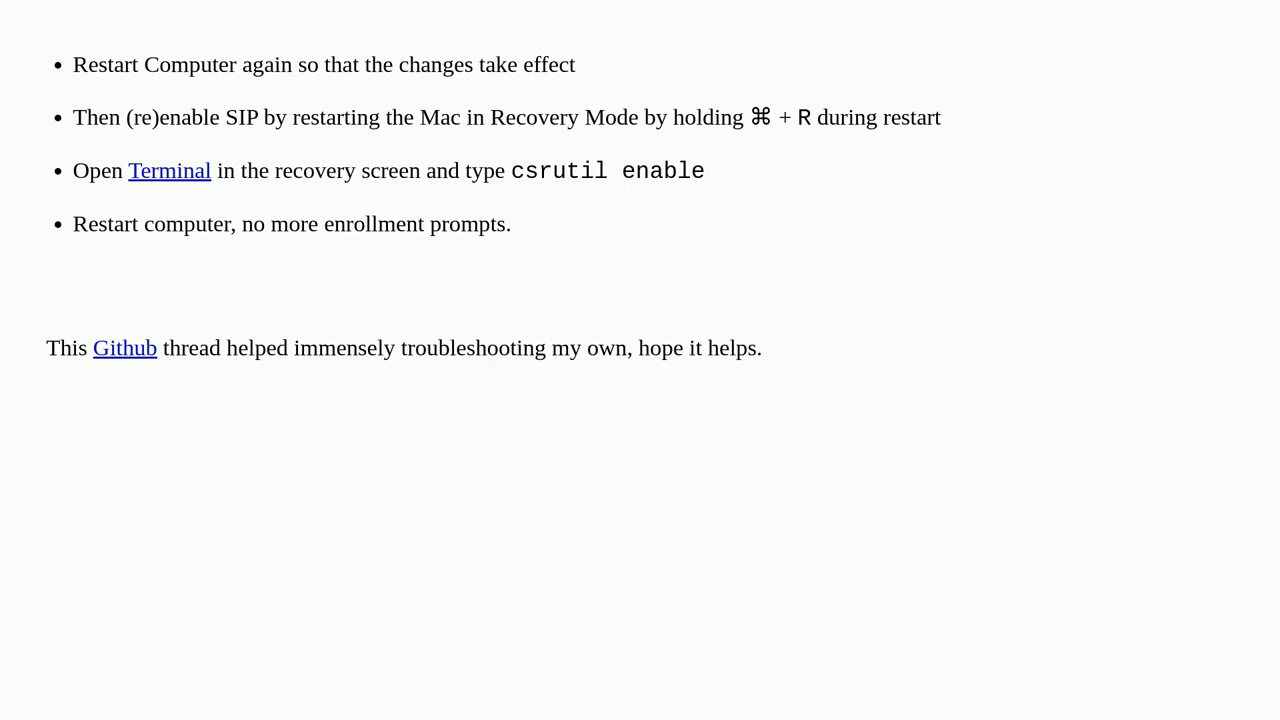 • Restart Computer again so that the changes take effect
• Then (re)enable SIP by restarting the Mac in Recovery Mode by holding ⌘ + R during restart
• Open Terminal in the recovery screen and type csrutil enable
• Restart computer, no more enrollment prompts.
This Github thread helped immensely troubleshooting my own, hope it helps.